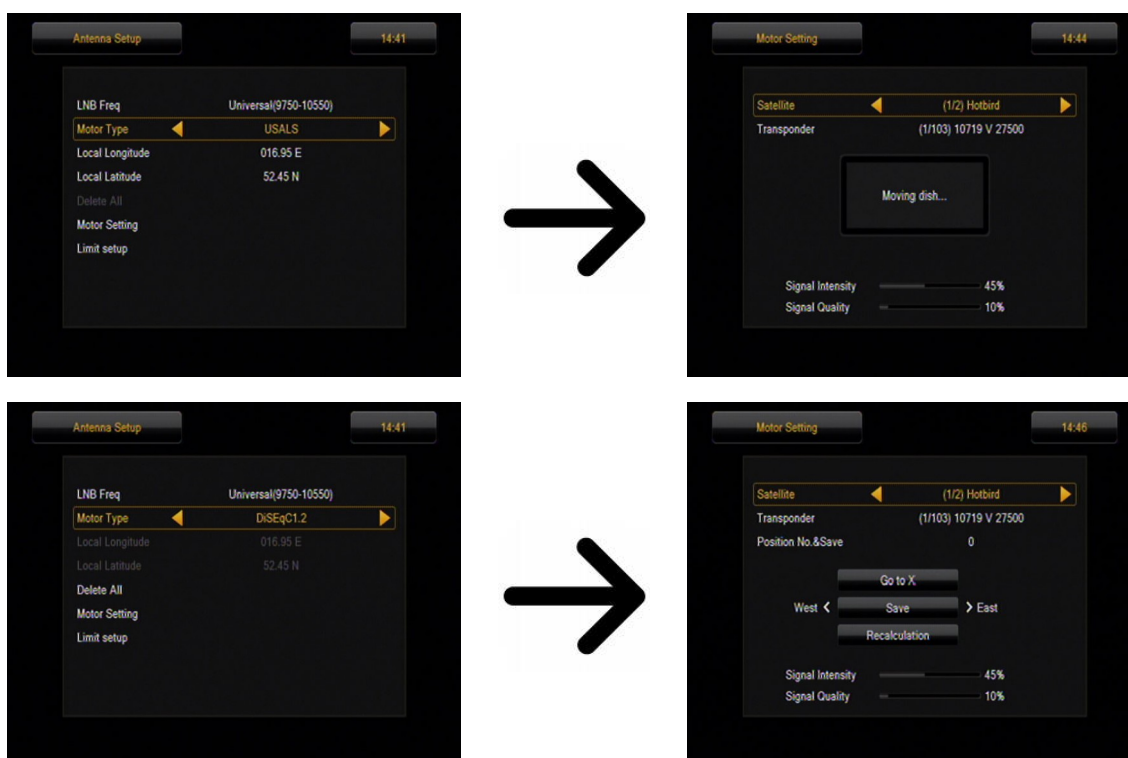 Antenna Setup 14:41
LNB Freq Universal(9750-10550)
Motor Type USALS
Local Longitude 016.95 E
Local Latitude 52.45 N
Delete All
Motor Setting
Limit setup
Motor Setting 14:44
Satellite (1/2) Hotbird
Transponder (1/103) 10719 V 27500
Moving dish...
Signal Intensity 45%
Signal Quality 10%
Antenna Setup 14:41
LNB Freq Universal(9750-10550)
Motor Type DiSEqC1.2
Local Longitude 016.95 E
Local Latitude 52.45 N
Delete All
Motor Setting
Limit setup
Motor Setting 14:46
Satellite (1/2) Hotbird
Transponder (1/103) 10719 V 27500
Position No.&Save 0
Go to X
West < Save > East
Recalculation
Signal Intensity 45%
Signal Quality 10%